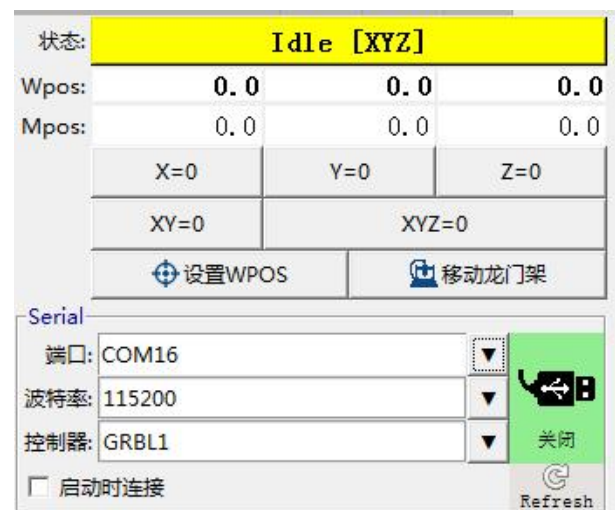 状态: Idle [XYZ]
Wpos: 0.0 0.0 0.0
Mpos: 0.0 0.0 0.0
X=0 Y=0 Z=0
XY=0 XYZ=0
设置WPOS 移动龙门架
Serial
端口: COM16
波特率: 115200
控制器: GRBL1
关闭
启动时连接
Refresh